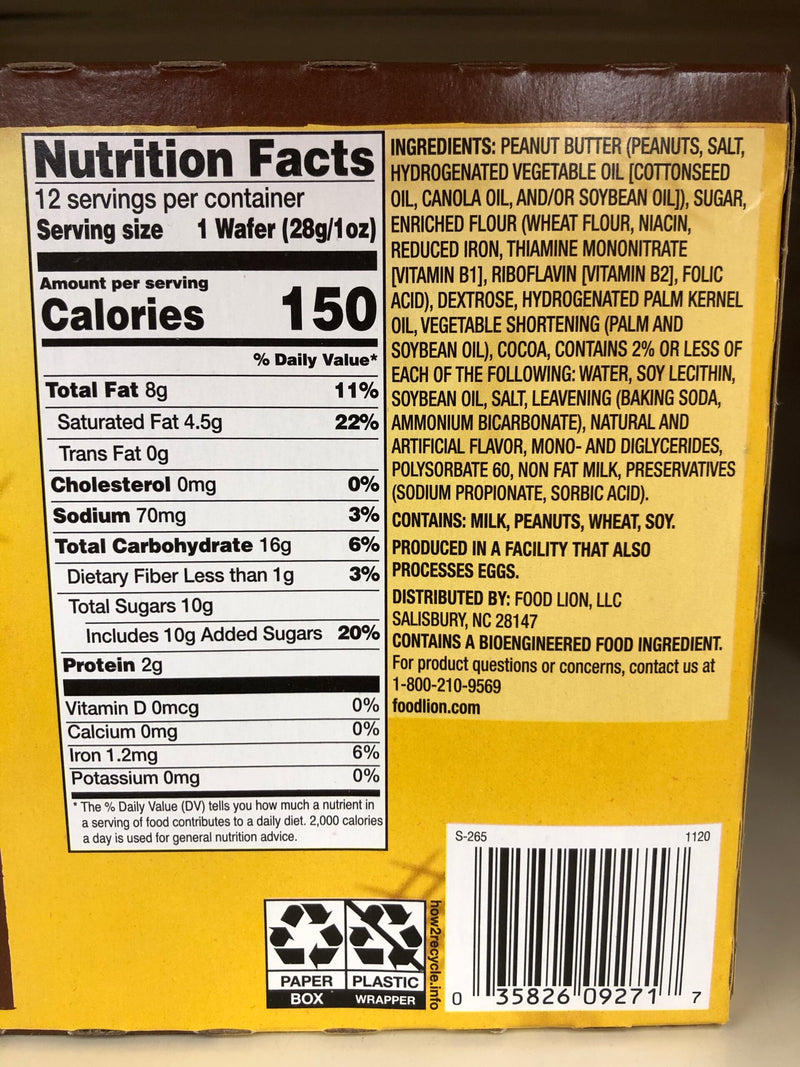 Nutrition Facts
12 servings per container
Serving size 1 Wafer (28g/1oz)
Amount per serving
Calories 150
% Daily Value*
Total Fat 8g 11%
Saturated Fat 4.5g 22%
Trans Fat 0g
Cholesterol 0mg 0%
Sodium 70mg 3%
Total Carbohydrate 16g 6%
Dietary Fiber Less than 1g 3%
Total Sugars 10g
Includes 10g Added Sugars 20%
Protein 2g
Vitamin D 0mcg 0%
Calcium 0mg 0%
Iron 1.2mg 6%
Potassium 0mg 0%
* The % Daily Value (DV) tells you how much a nutrient in
a serving of food contributes to a daily diet. 2,000 calories
a day is used for general nutrition advice.
INGREDIENTS: PEANUT BUTTER (PEANUTS, SALT,
HYDROGENATED VEGETABLE OIL [COTTONSEED
OIL, CANOLA OIL, AND/OR SOYBEAN OIL]), SUGAR,
ENRICHED FLOUR (WHEAT FLOUR, NIACIN,
REDUCED IRON, THIAMINE MONONITRATE
[VITAMIN B1], RIBOFLAVIN [VITAMIN B2], FOLIC
ACID), DEXTROSE, HYDROGENATED PALM KERNEL
OIL, VEGETABLE SHORTENING (PALM AND
SOYBEAN OIL), COCOA, CONTAINS 2% OR LESS OF
EACH OF THE FOLLOWING: WATER, SOY LECITHIN,
SOYBEAN OIL, SALT, LEAVENING (BAKING SODA,
AMMONIUM BICARBONATE), NATURAL AND
ARTIFICIAL FLAVOR, MONO- AND DIGLYCERIDES,
POLYSORBATE 60, NON FAT MILK, PRESERVATIVES
(SODIUM PROPIONATE, SORBIC ACID).
CONTAINS: MILK, PEANUTS, WHEAT, SOY.
PRODUCED IN A FACILITY THAT ALSO
PROCESSES EGGS.
DISTRIBUTED BY: FOOD LION, LLC
SALISBURY, NC 28147
CONTAINS A BIOENGINEERED FOOD INGREDIENT.
For product questions or concerns, contact us at
1-800-210-9569
foodlion.com
S-265 1120
0 35826 09271 7
PAPER PLASTIC
BOX WRAPPER
how2recycle.info